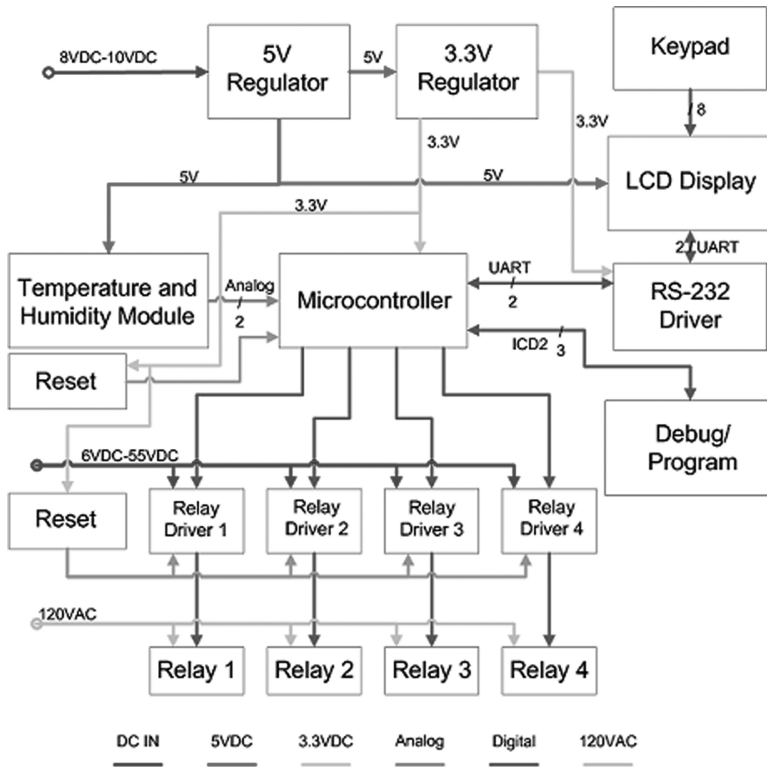 8VDC-10VDC
5V
Regulator
5V
3.3V
Regulator
Keypad
8
3.3V
3.3V
LCD Display
5V
5V
3.3V
2 UART
Temperature and
Humidity Module
Analog
2
Microcontroller
UART
2
RS-232
Driver
ICD2
3
Reset
Debug/
Program
6VDC-55VDC
Reset
Relay
Driver 1
Relay
Driver 2
Relay
Driver 3
Relay
Driver 4
120VAC
Relay 1
Relay 2
Relay 3
Relay 4
DC IN
5VDC
3.3VDC
Analog
Digital
120VAC